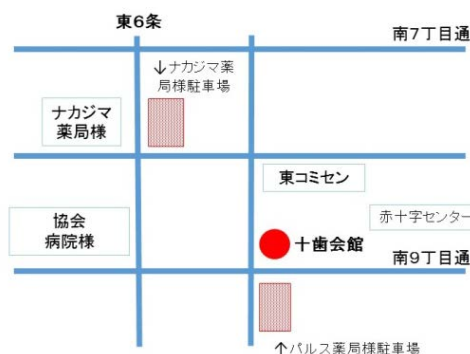 東6条
南7丁目通
↓ナカジマ薬
局様駐車場
ナカジマ
薬局様
東コミセン
赤十字センター
協会
病院様
十歯会館
南9丁目通
↑パルス薬局様駐車場